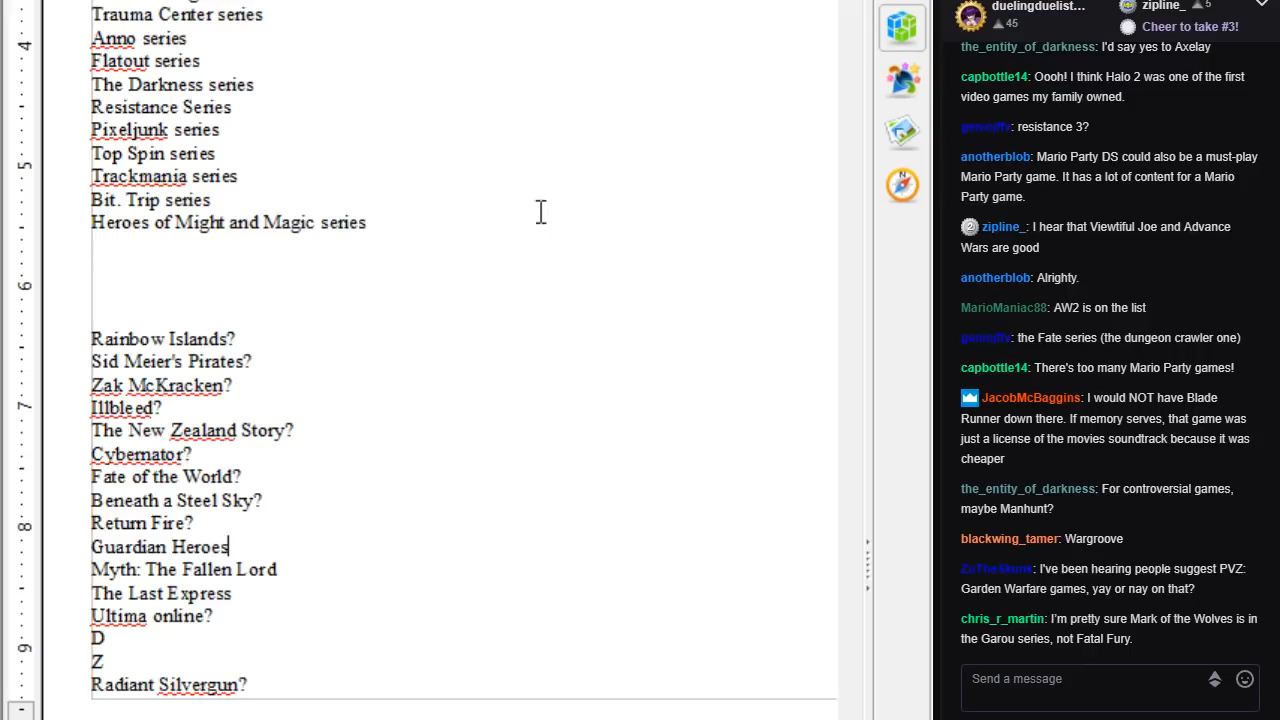 Trauma Center series
Anno series
Flatout series
The Darkness series
Resistance Series
Pixeljunk series
Top Spin series
Trackmania series
Bit. Trip series
Heroes of Might and Magic series
Rainbow Islands?
Sid Meier's Pirates?
Zak McKracken?
Illbleed?
The New Zealand Story?
Cybernator?
Fate of the World?
Beneath a Steel Sky?
Return Fire?
Guardian Heroes
Myth: The Fallen Lord
The Last Express
Ultima online?
D
Z
Radiant Silvergun?
4
5
6
7
8
9
N
duelingduelist...
45
zipline_ 5
Cheer to take #3!
the_entity_of_darkness: I'd say yes to Axelay
capbottle14: Oooh! I think Halo 2 was one of the first
video games my family owned.
resistance 3?
anotherblob: Mario Party DS could also be a must-play
Mario Party game. It has a lot of content for a Mario
Party game.
2 zipline_: I hear that Viewtiful Joe and Advance
Wars are good
anotherblob: Alrighty.
MarioManiac88: AW2 is on the list
the Fate series (the dungeon crawler one)
capbottle14: There's too many Mario Party games!
JacobMcBaggins: I would NOT have Blade
Runner down there. If memory serves, that game was
just a license of the movies soundtrack because it was
cheaper
the_entity_of_darkness: For controversial games,
maybe Manhunt?
blackwing_tamer: Wargroove
ZoTheSkunk: I've been hearing people suggest PVZ:
Garden Warfare games, yay or nay on that?
chris_r_martin: I'm pretty sure Mark of the Wolves is in
the Garou series, not Fatal Fury.
Send a message